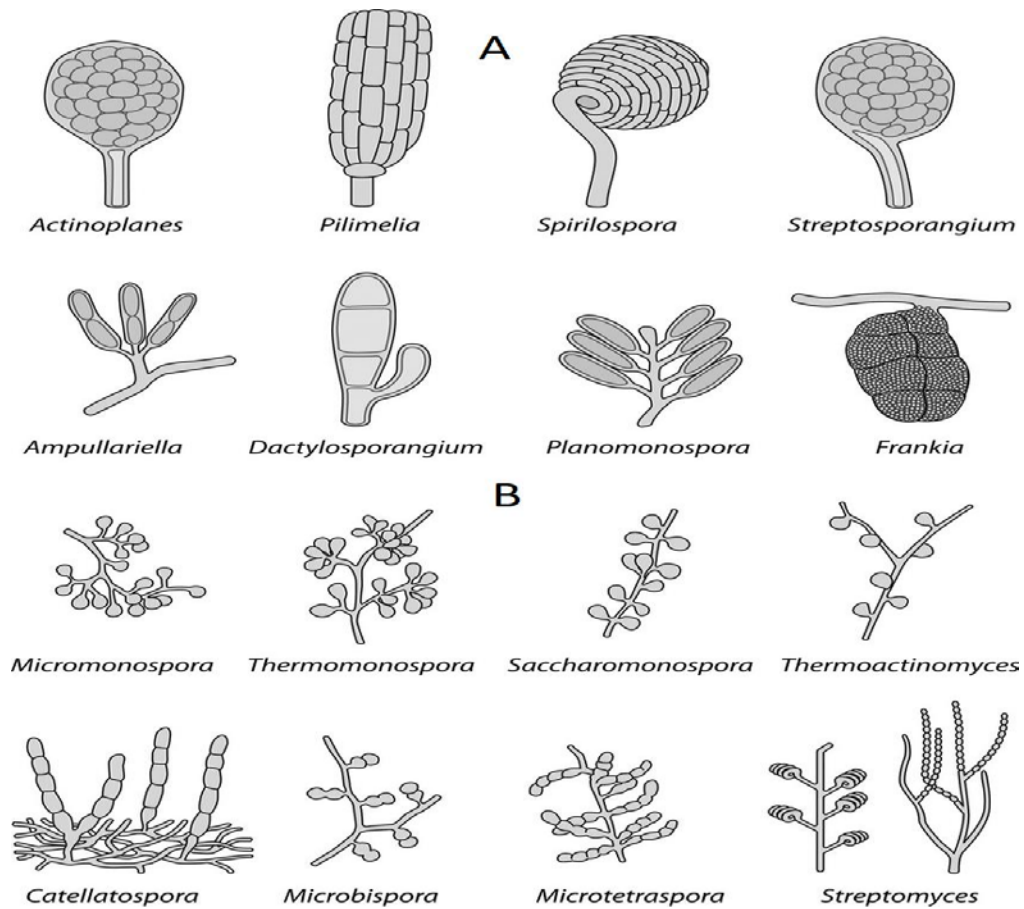 A
Actinoplanes Pilimelia Spirilospora Streptosporangium
Ampullariella Dactylosporangium Planomonospora Frankia
B
Micromonospora Thermomonospora Saccharomonospora Thermoactinomyces
Catellatospora Microbispora Microtetraspora Streptomyces